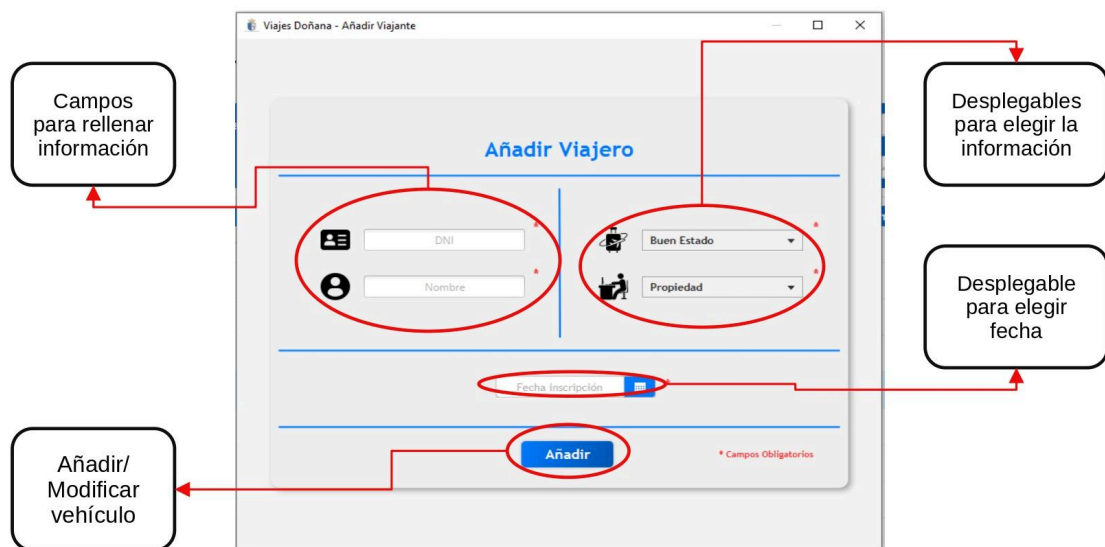 Viajes Doñana - Añadir Viajante
Campos
para rellenar
información
Desplegables
para elegir la
información
Añadir Viajero
*
*
DNI
Buen Estado
*
*
Nombre
Propiedad
Desplegable
para elegir
fecha
Fecha Inscripción
*
Añadir/
Modificar
vehículo
Añadir
* Campos Obligatorios